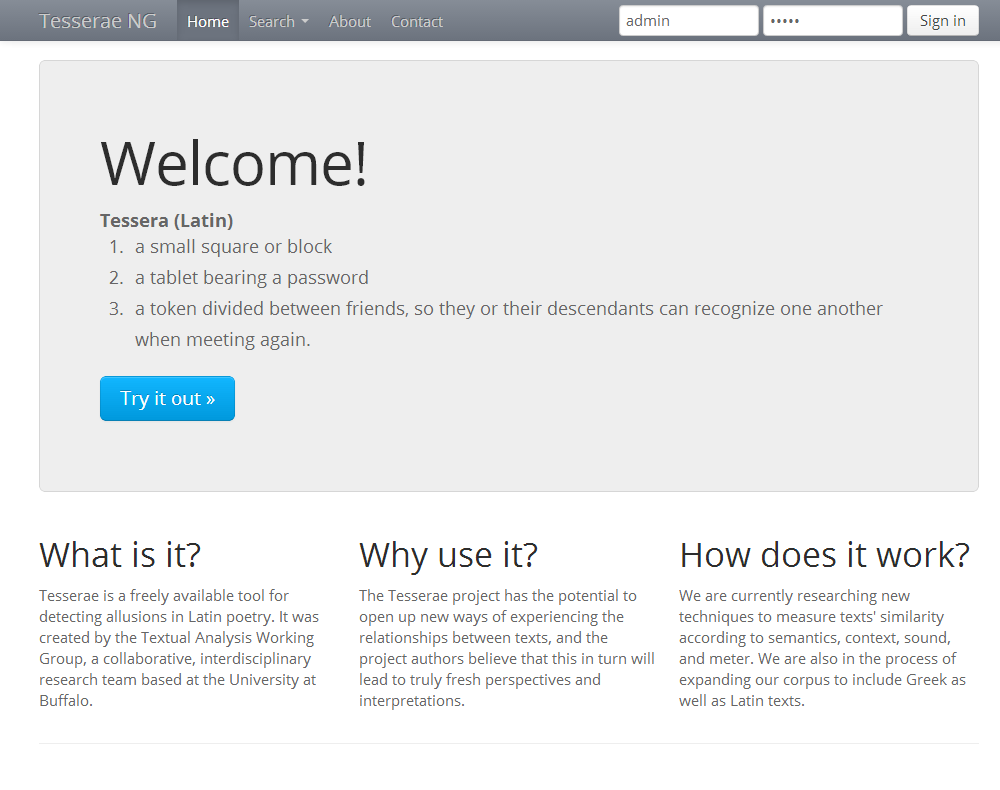 Tesserae NG Home Search About Contact admin ••••• Sign in
Welcome!
Tessera (Latin)
1. a small square or block
2. a tablet bearing a password
3. a token divided between friends, so they or their descendants can recognize one another
when meeting again.
Try it out »
What is it?
Tesserae is a freely available tool for
detecting allusions in Latin poetry. It was
created by the Textual Analysis Working
Group, a collaborative, interdisciplinary
research team based at the University at
Buffalo.
Why use it?
The Tesserae project has the potential to
open up new ways of experiencing the
relationships between texts, and the
project authors believe that this in turn will
lead to truly fresh perspectives and
interpretations.
How does it work?
We are currently researching new
techniques to measure texts' similarity
according to semantics, context, sound,
and meter. We are also in the process of
expanding our corpus to include Greek as
well as Latin texts.